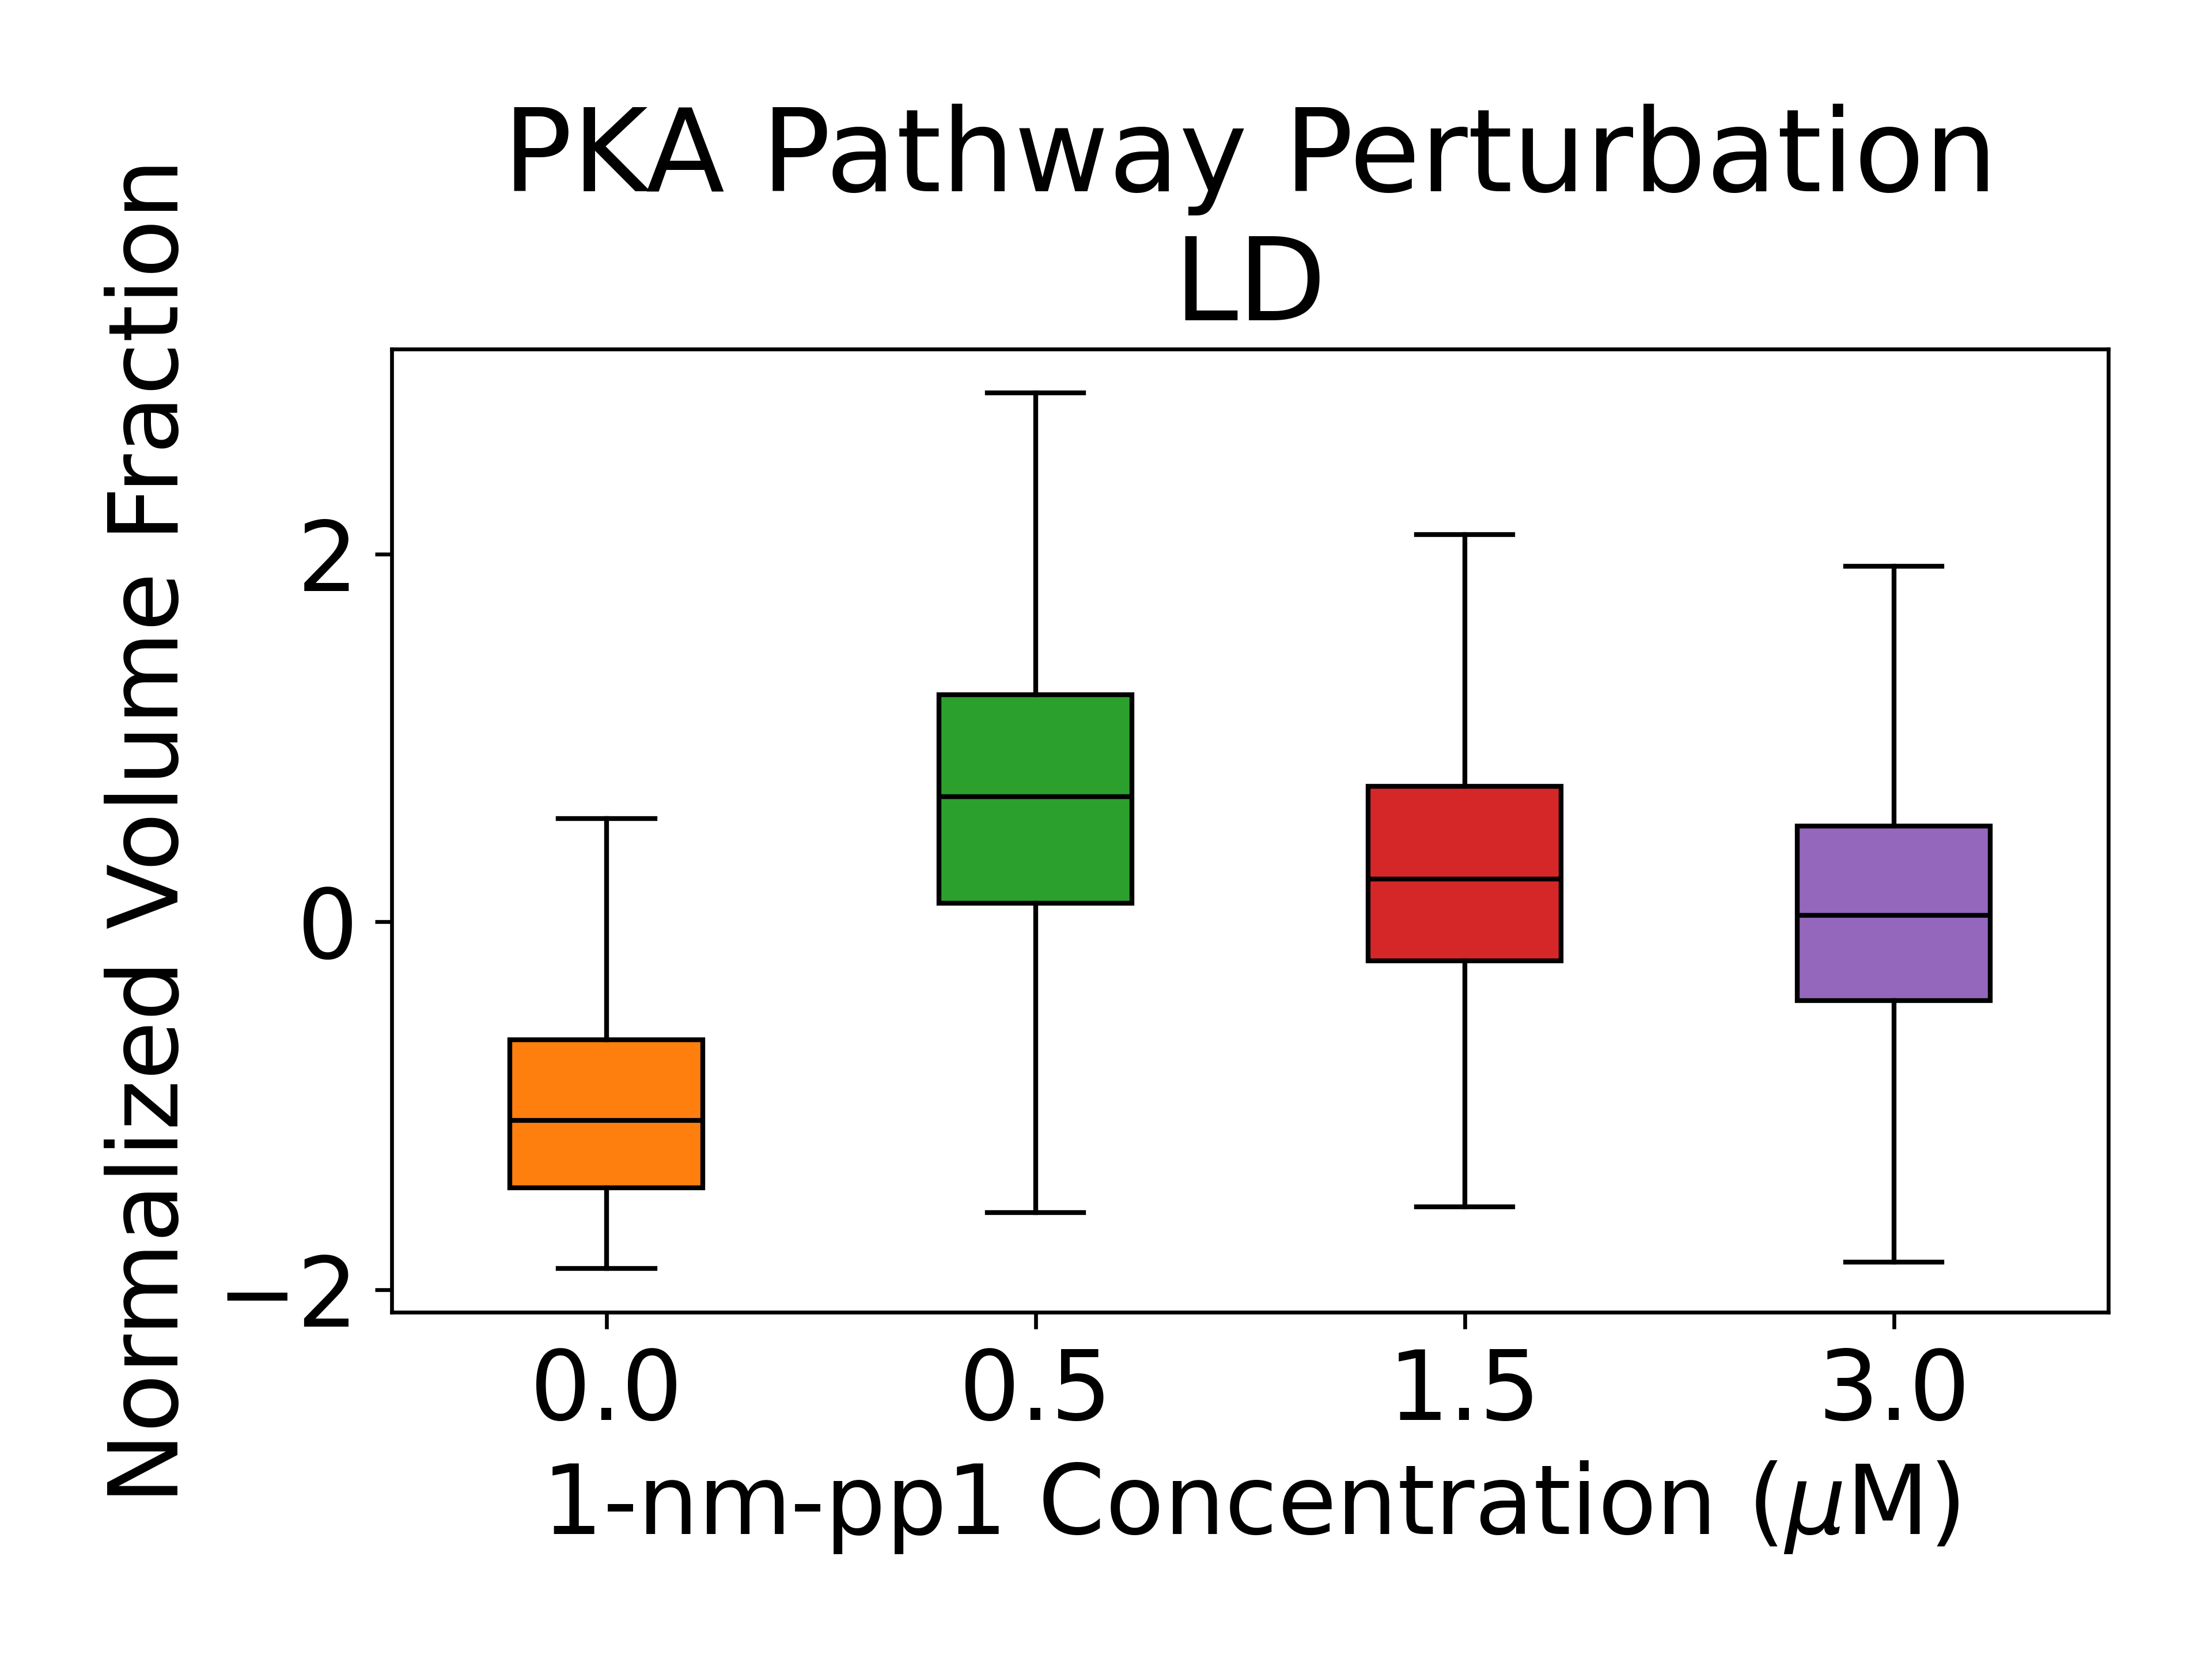 PKA Pathway Perturbation
LD
Normalized Volume Fraction
2
0
−2
0.0 0.5 1.5 3.0
1-nm-pp1 Concentration (μM)